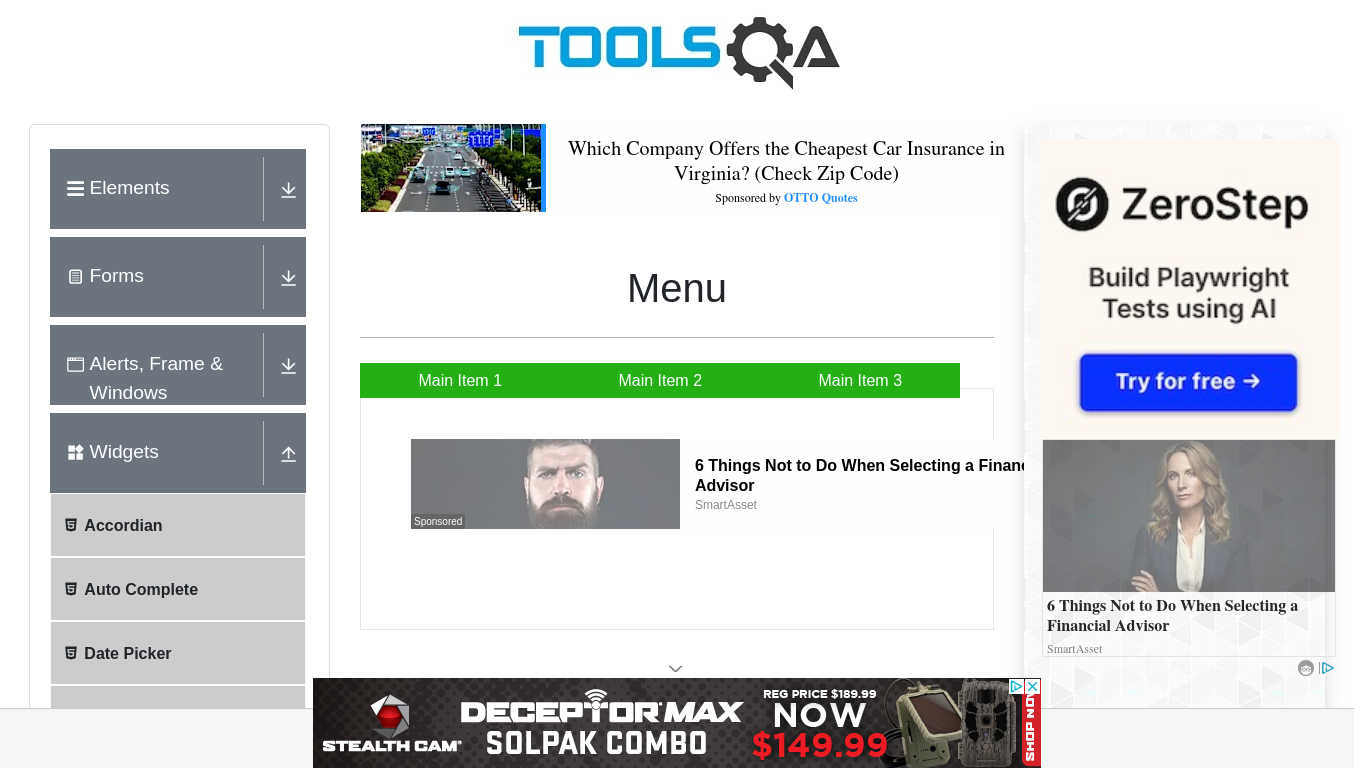 TOOLSQA
Elements
Forms
Alerts, Frame &
Windows
Widgets
Accordian
Auto Complete
Date Picker
Which Company Offers the Cheapest Car Insurance in
Virginia? (Check Zip Code)
Sponsored by OTTO Quotes
Menu
Main Item 1
Main Item 2
Main Item 3
Sponsored
6 Things Not to Do When Selecting a Financ
Advisor
SmartAsset
ZeroStep
Build Playwright
Tests using AI
Try for free →
6 Things Not to Do When Selecting a
Financial Advisor
SmartAsset
STEALTH CAM
DECEPTOR MAX
SOLPAK COMBO
REG PRICE $189.99
NOW
$149.99
SHOP NOW